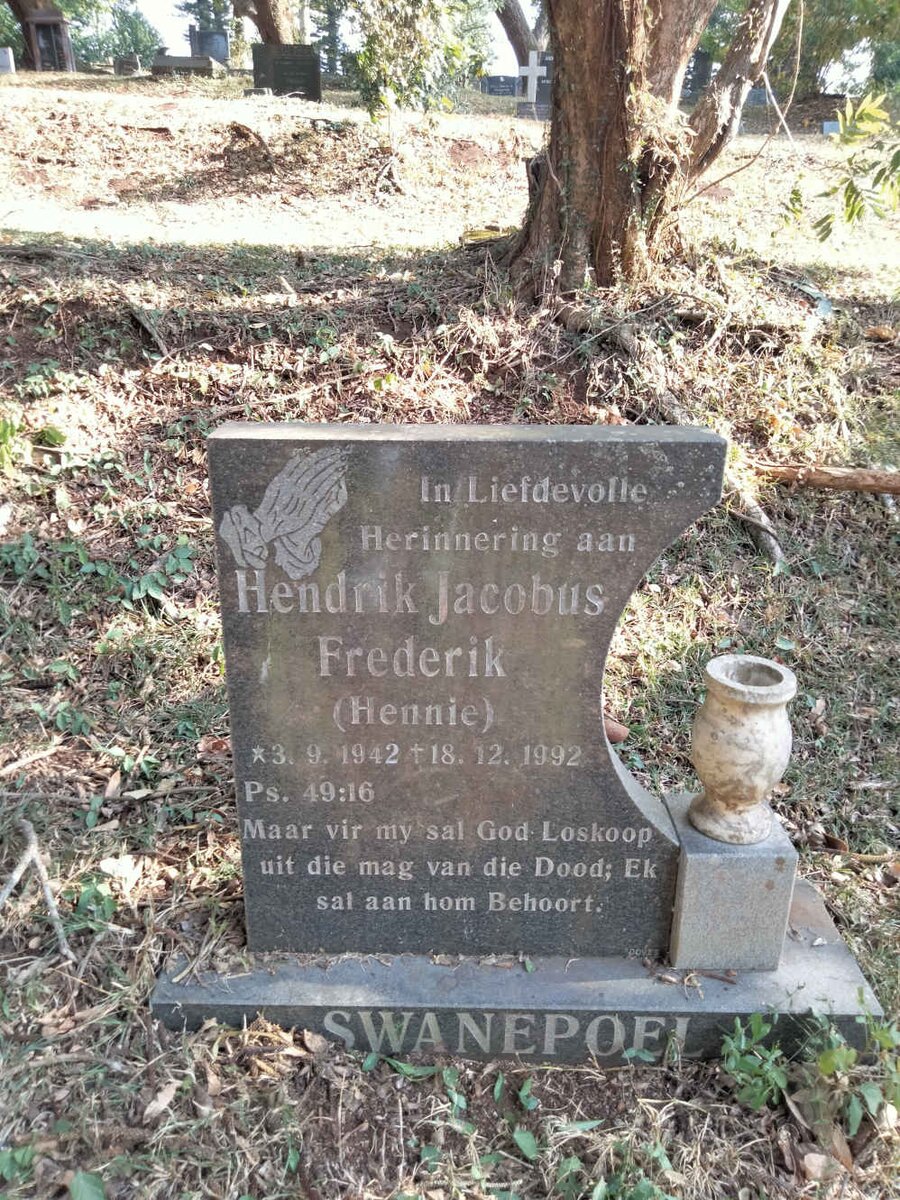 In Liefdevolle
Herinnering aan
Hendrik Jacobus
Frederik
(Hennie)
★3. 9. 1942 †18. 12. 1992
Ps. 49:16
Maar vir my sal God Loskoop
uit die mag van die Dood; Ek
sal aan hom Behoort.
SWANEPOEL